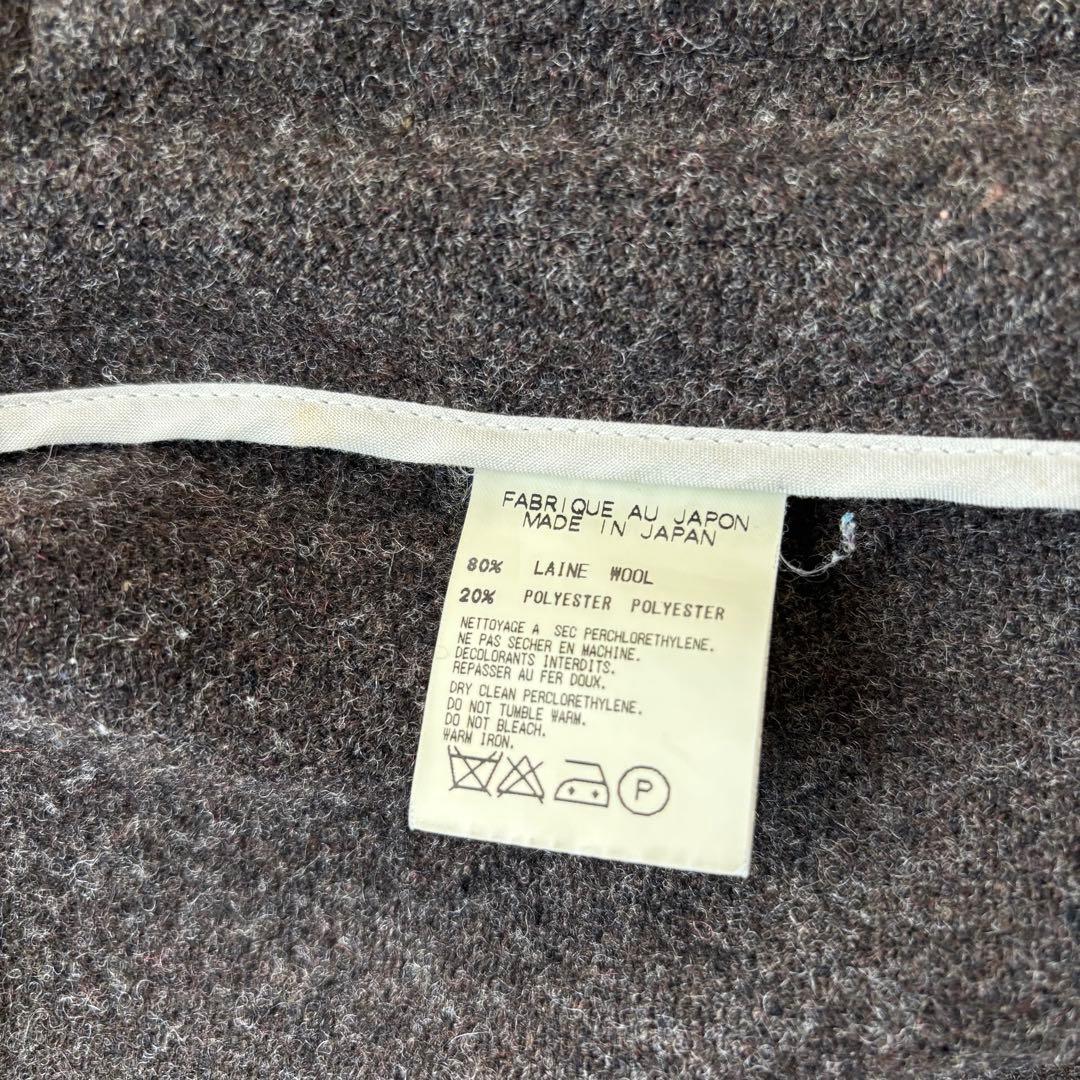 FABRIQUE AU JAPON
MADE IN JAPAN
80% LAINE WOOL
20% POLYESTER POLYESTER
NETTOYAGE A SEC PERCHLORETHYLENE.
NE PAS SECHER EN MACHINE.
DECOLORANTS INTERDITS.
REPASSER AU FER DOUX.
DRY CLEAN PERCLORETHYLENE.
DO NOT TUMBLE WARM.
DO NOT BLEACH.
WARM IRON.
P